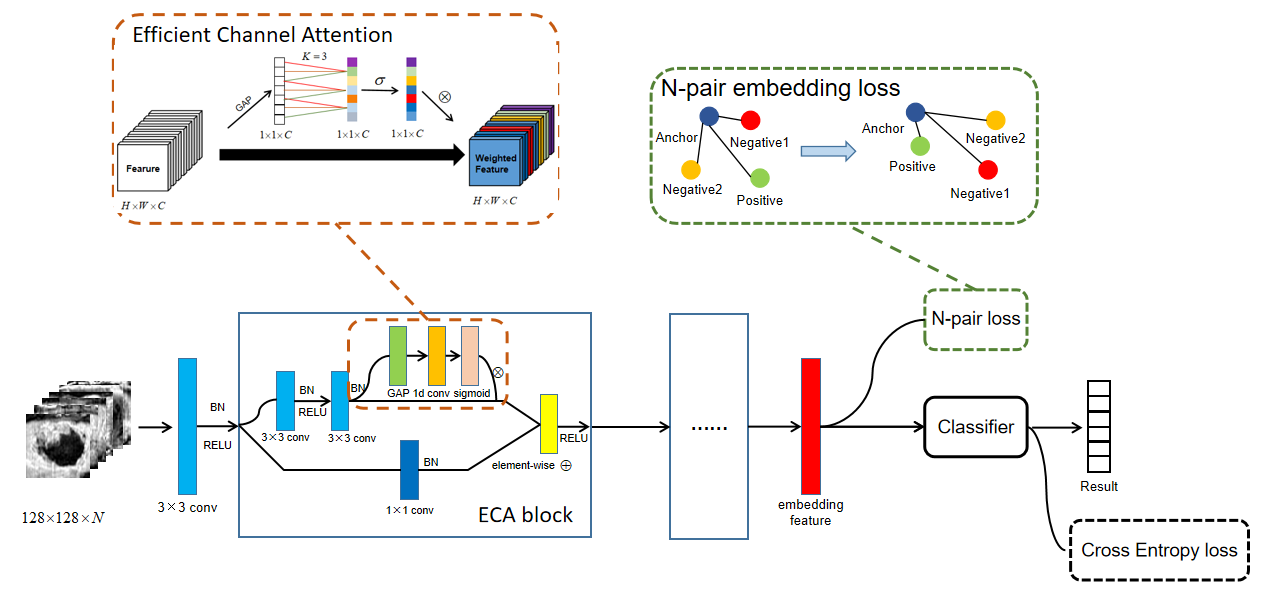 Efficient Channel Attention
K = 3
GAP
σ
⊗
1×1×C
1×1×C
1×1×C
Fearure
Weighted
Feature
H×W×C
H×W×C
N-pair embedding loss
Anchor
Negative1
Negative2
Positive
Anchor
Negative2
Positive
Negative1
128×128×N
3×3 conv
BN
RELU
3×3 conv
BN
RELU
3×3 conv
BN
GAP
1d conv
sigmoid
⊗
1×1 conv
BN
element-wise ⊕
RELU
ECA block
......
embedding
feature
N-pair loss
Classifier
Result
Cross Entropy loss